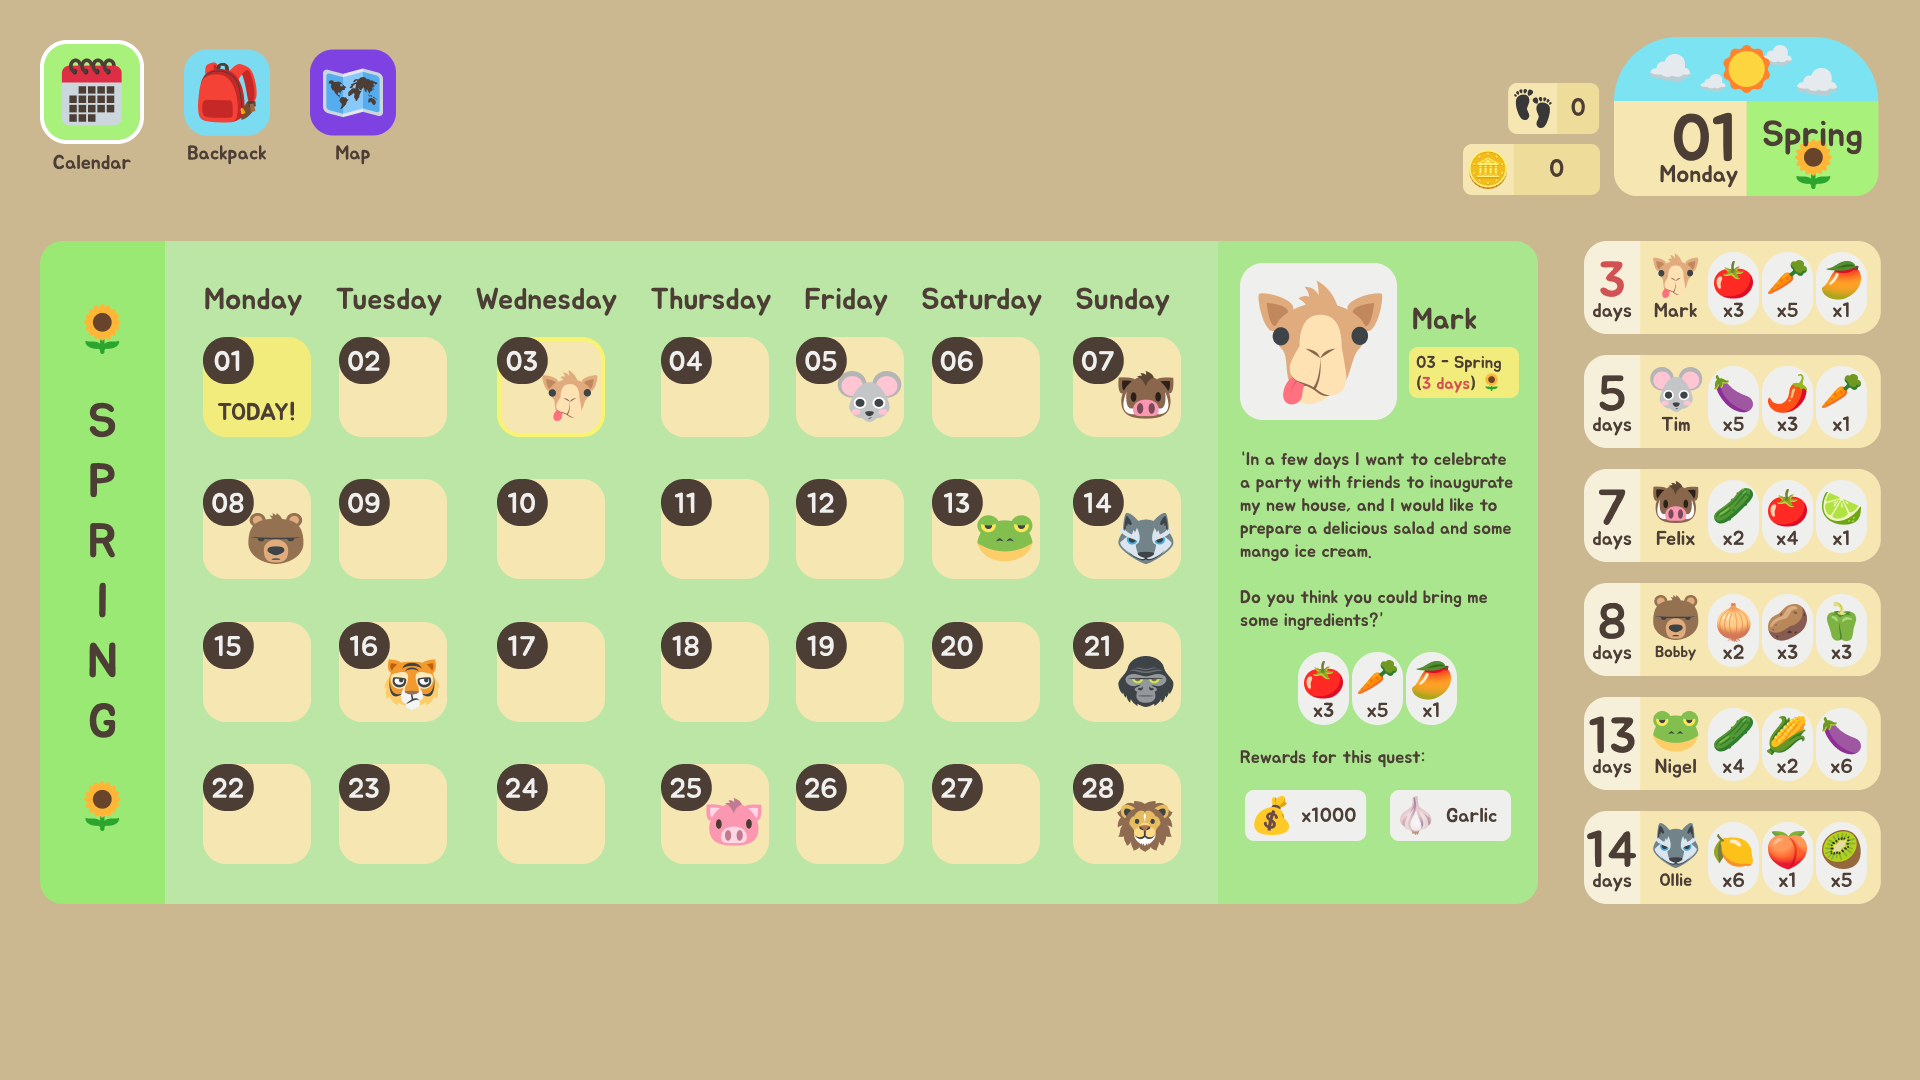 Calendar
Backpack
Map
0
0
01
Monday
Spring
SPRING
Monday Tuesday Wednesday Thursday Friday Saturday Sunday
01 02 03 04 05 06 07
TODAY!
08 09 10 11 12 13 14
15 16 17 18 19 20 21
22 23 24 25 26 27 28
Mark
03 - Spring
(3 days)
'In a few days I want to celebrate
a party with friends to inaugurate
my new house, and I would like to
prepare a delicious salad and some
mango ice cream.
Do you think you could bring me
some ingredients?'
x3 x5 x1
Rewards for this quest:
x1000 Garlic
3
days Mark x3 x5 x1
5
days Tim x5 x3 x1
7
days Felix x2 x4 x1
8
days Bobby x2 x3 x3
13
days Nigel x4 x2 x6
14
days Ollie x6 x1 x5